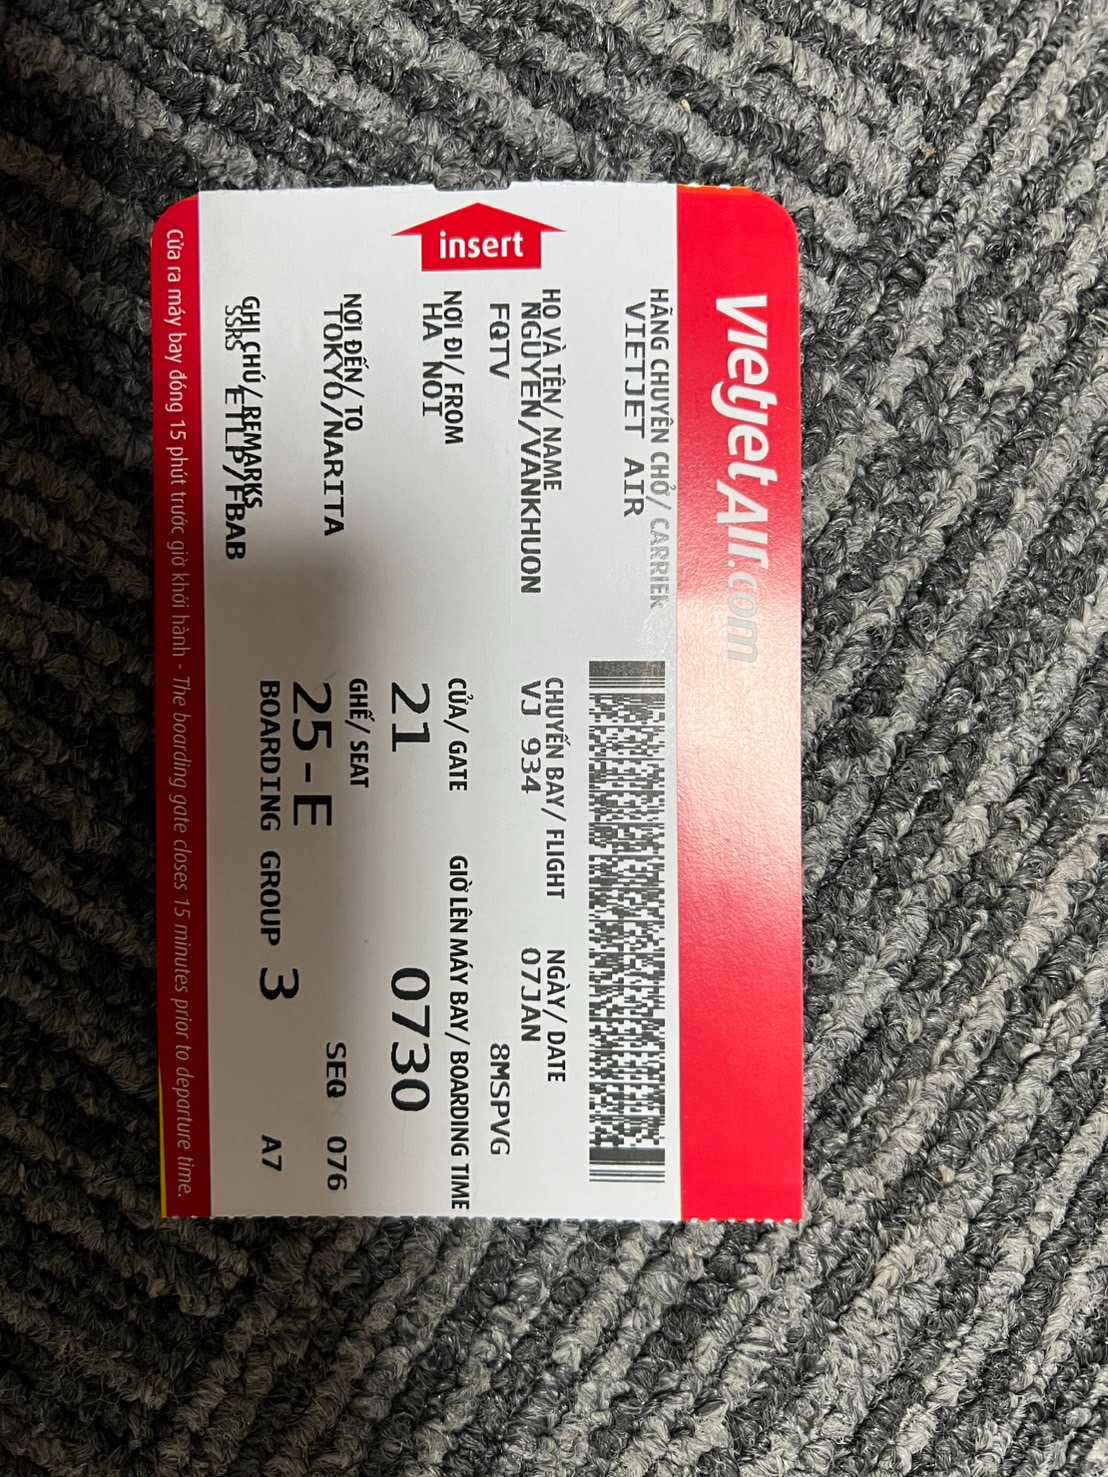 vietjetAir.com
HÃNG CHUYÊN CHỞ/ CARRIER
VIETJET AIR
HỌ VÀ TÊN/ NAME
NGUYEN/VANKHUON
FQTV
CHUYẾN BAY/ FLIGHT
VJ 934
NGÀY/ DATE
07JAN
8MSPVG
insert
NƠI ĐI/ FROM
HA NOI
CỬA/ GATE
21
GIỜ LÊN MÁY BAY/ BOARDING TIME
0730
NƠI ĐẾN/ TO
TOKYO/NARITA
GHẾ/ SEAT
25-E
SEQ 076
GHI CHÚ/ REMARKS
SSRS ETLP/FBAB
BOARDING GROUP 3
A7
Cửa ra máy bay đóng 15 phút trước giờ khởi hành - The boarding gate closes 15 minutes prior to departure time.